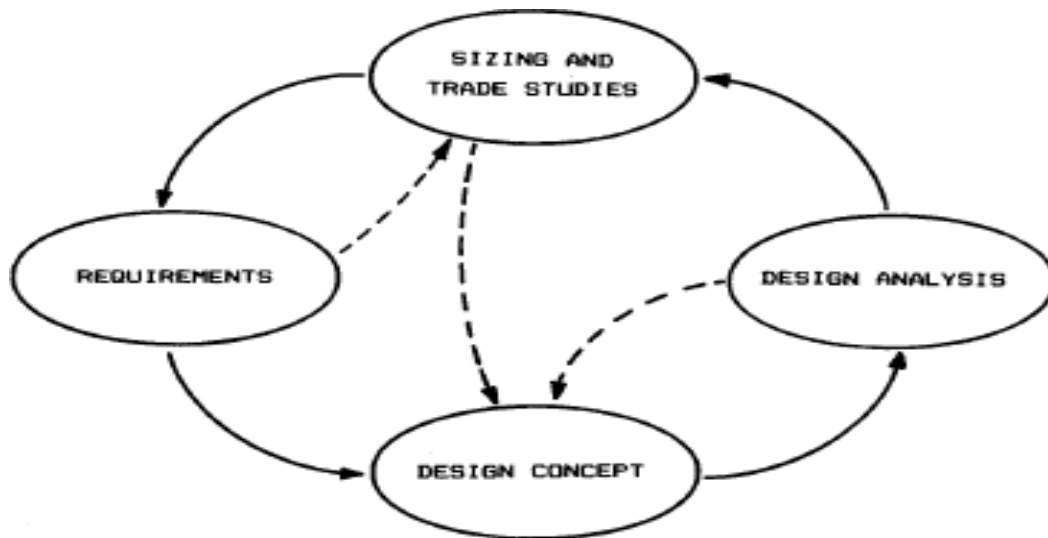 SIZING AND
TRADE STUDIES
REQUIREMENTS
DESIGN ANALYSIS
DESIGN CONCEPT